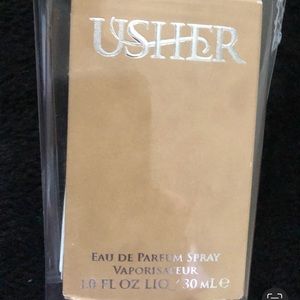 USHER
EAU DE PARFUM SPRAY
VAPORISATEUR
1.0 FL OZ LIQ. / 30 ML e